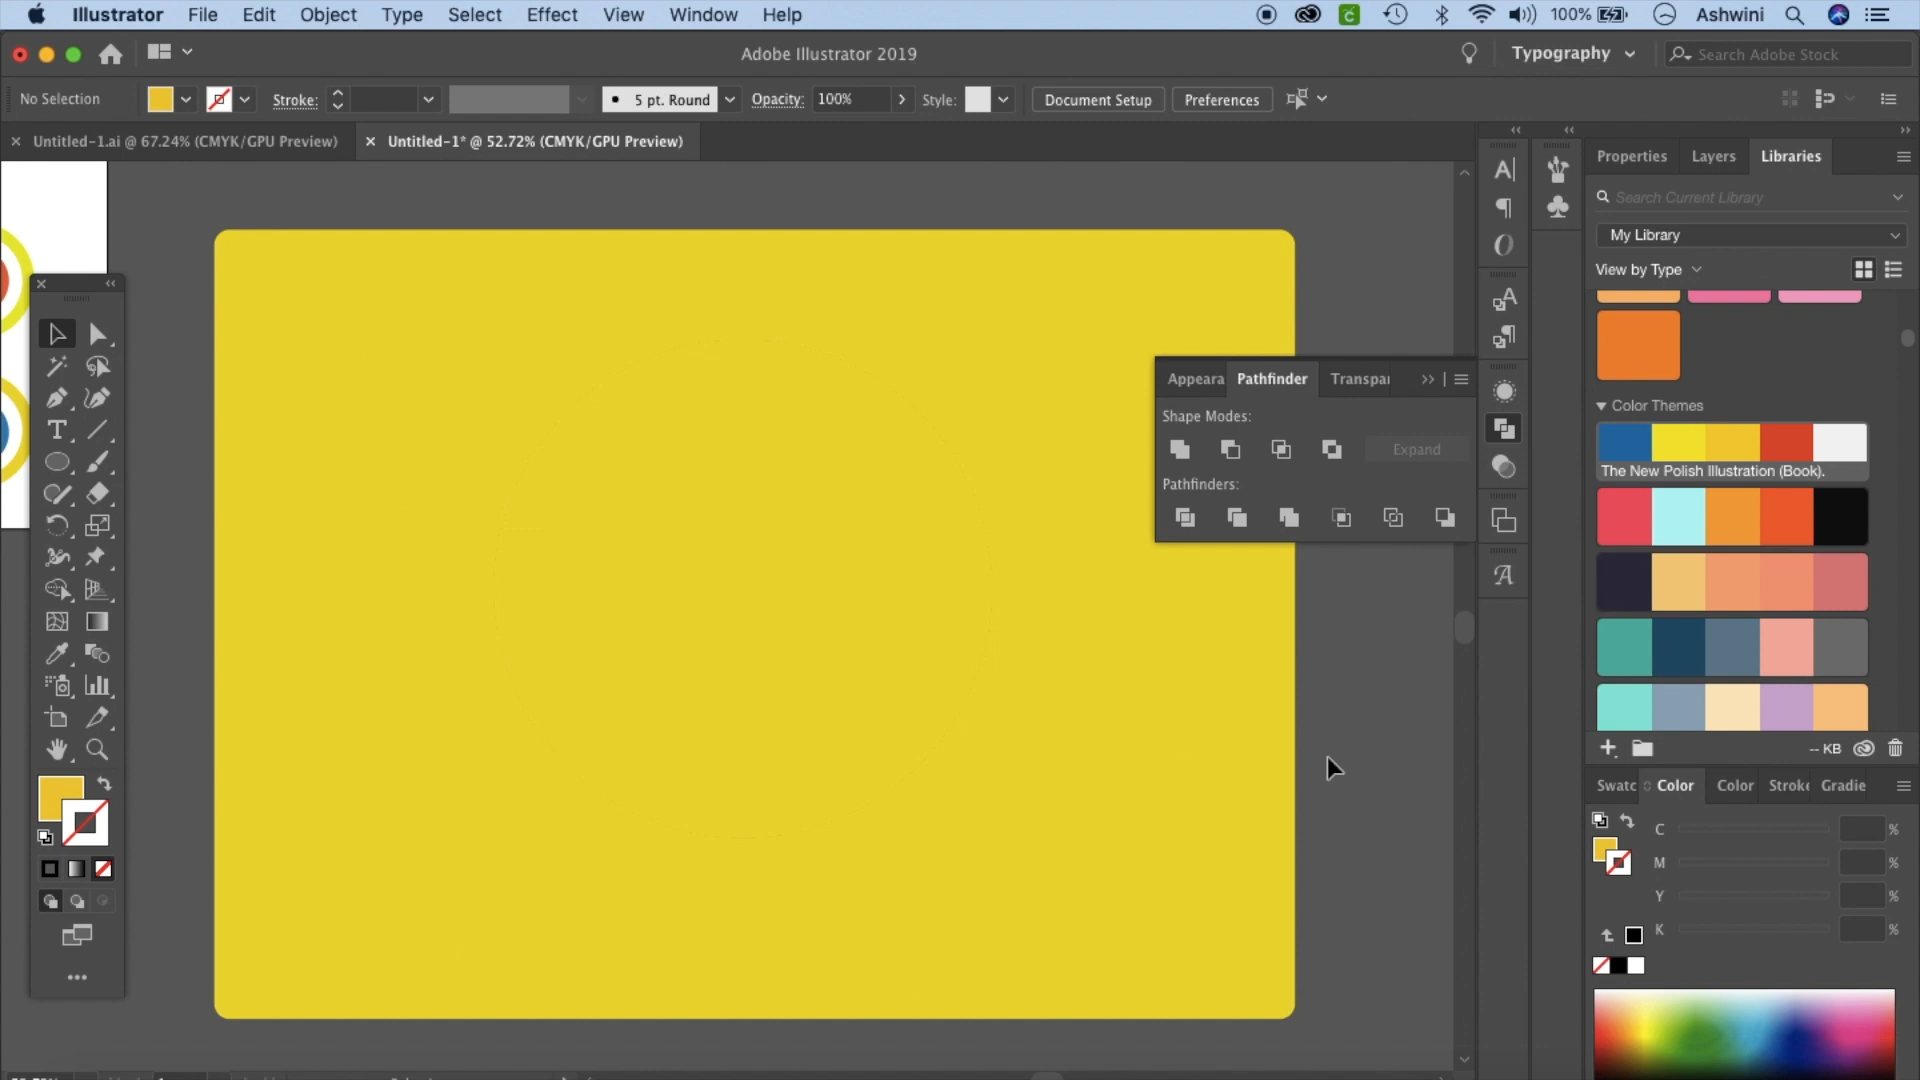 Illustrator File Edit Object Type Select Effect View Window Help 100% Ashwini
Adobe Illustrator 2019 Typography Search Adobe Stock
No Selection Stroke: 5 pt. Round Opacity: 100% Style: Document Setup Preferences
Untitled-1.ai @ 67.24% (CMYK/GPU Preview) Untitled-1* @ 52.72% (CMYK/GPU Preview)
Properties Layers Libraries
Search Current Library
My Library
View by Type
Appeara Pathfinder Transpar
Shape Modes:
Expand
Pathfinders:
Color Themes
The New Polish Illustration (Book).
-- KB
Swatc Color Color Stroke Gradie
C %
M %
Y %
K %